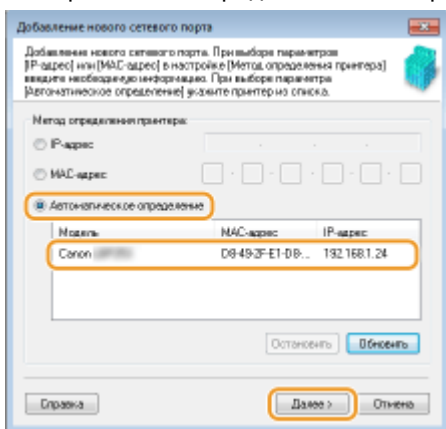 Добавление нового сетевого порта
Добавление нового сетевого порта. При выборе параметров
[IP-адрес] или [MAC-адрес] в настройке [Метод определения принтера]
введите необходимую информацию. При выборе параметра
[Автоматическое определение] укажите принтер из списка.
Метод определения принтера:
IP-адрес
MAC-адрес
Автоматическое определение
Модель MAC-адрес IP-адрес
Canon D8-49-2F-E1-D8-... 192.168.1.24
Остановить Обновить
Справка Далее > Отмена